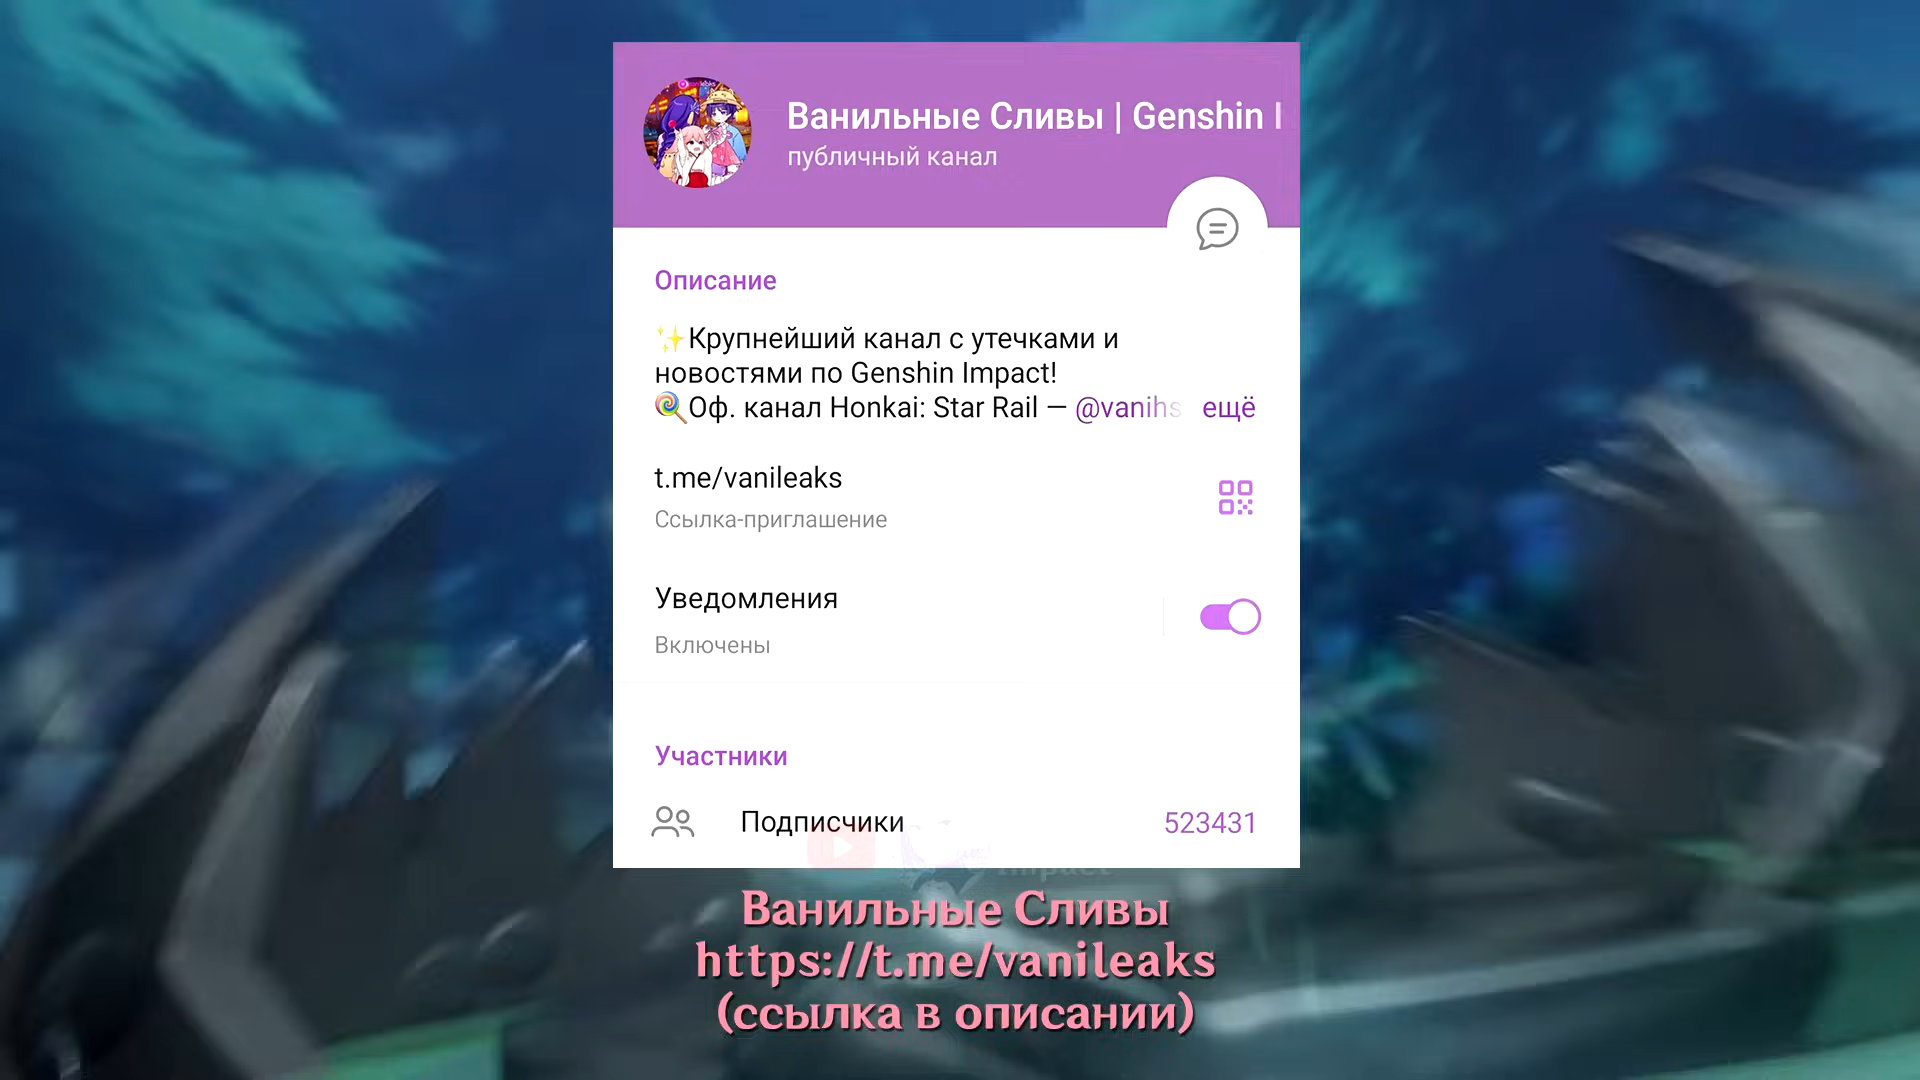 Ванильные Сливы | Genshin I
публичный канал
Описание
✨Крупнейший канал с утечками и
новостями по Genshin Impact!
🍭Оф. канал Honkai: Star Rail — @vanihs ещё
t.me/vanileaks
Ссылка-приглашение
Уведомления
Включены
Участники
Подписчики 523431
Impact
Ванильные Сливы
https://t.me/vanileaks
(ссылка в описании)